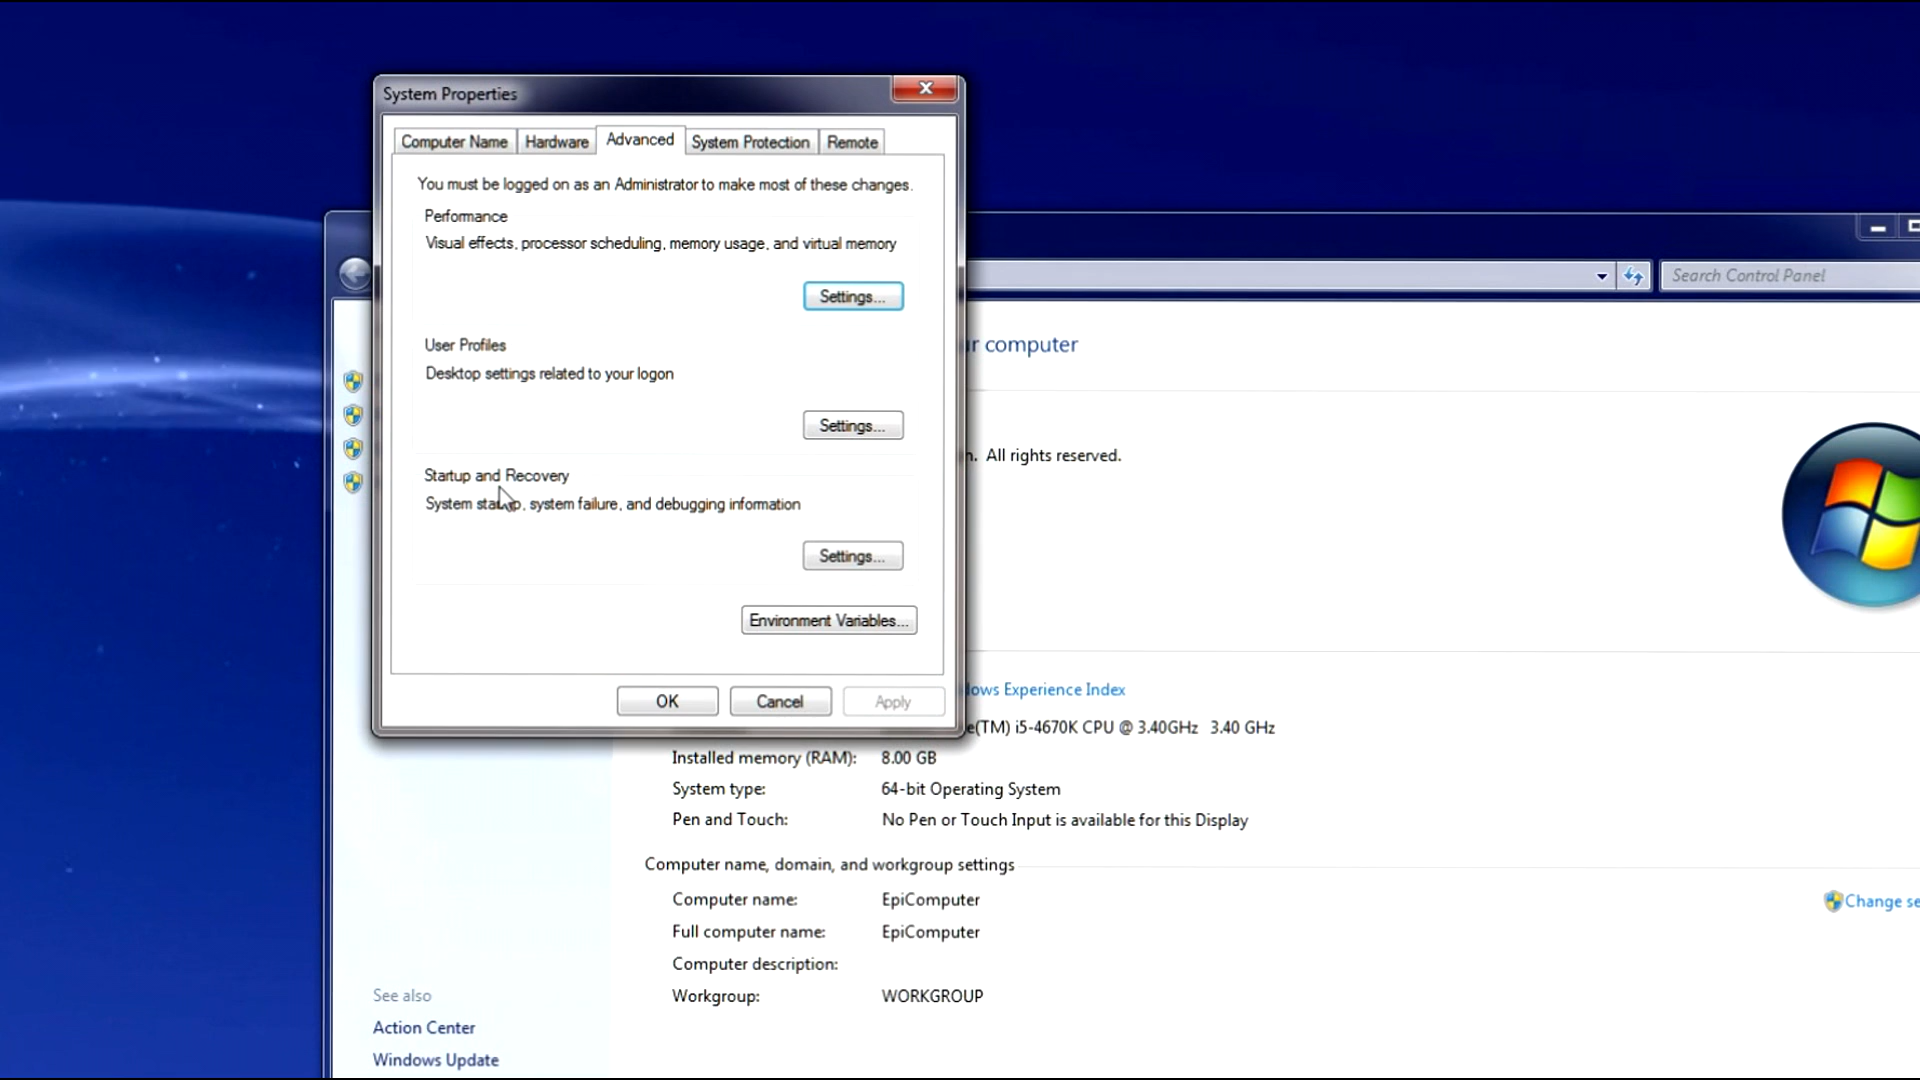 System Properties
Computer Name Hardware Advanced System Protection Remote
You must be logged on as an Administrator to make most of these changes.
Performance
Visual effects, processor scheduling, memory usage, and virtual memory
Settings...
User Profiles
Desktop settings related to your logon
Settings...
Startup and Recovery
System startup, system failure, and debugging information
Settings...
Environment Variables...
OK Cancel Apply
Search Control Panel
computer
All rights reserved.
Experience Index
i5-4670K CPU @ 3.40GHz 3.40 GHz
Installed memory (RAM): 8.00 GB
System type: 64-bit Operating System
Pen and Touch: No Pen or Touch Input is available for this Display
Computer name, domain, and workgroup settings
Computer name: EpiComputer
Full computer name: EpiComputer
Computer description:
Workgroup: WORKGROUP
Change se
See also
Action Center
Windows Update